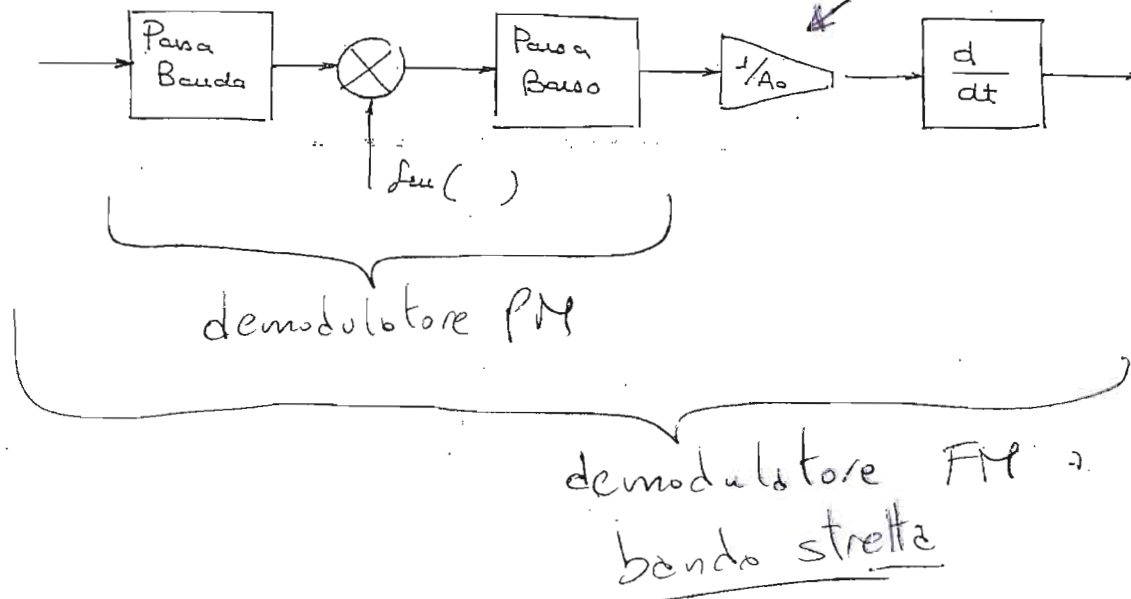 Passa
Banda
Passa
Basso
1/A₀
d
dt
sen( )
demodulatore PM
demodulatore FM a
banda stretta